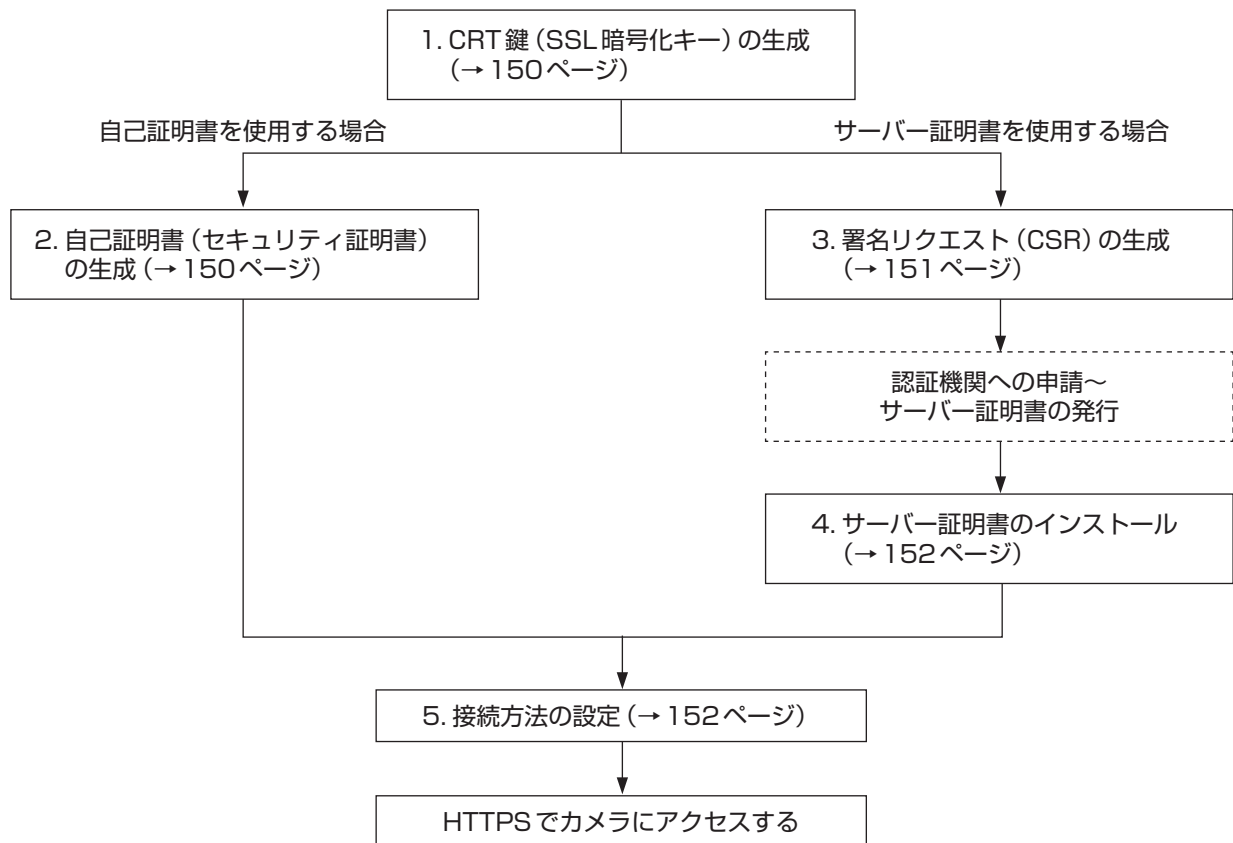 1. CRT鍵（SSL暗号化キー）の生成
（→150ページ）
自己証明書を使用する場合
サーバー証明書を使用する場合
2. 自己証明書（セキュリティ証明書）
の生成（→150ページ）
3. 署名リクエスト（CSR）の生成
（→151ページ）
認証機関への申請～
サーバー証明書の発行
4. サーバー証明書のインストール
（→152ページ）
5. 接続方法の設定（→152ページ）
HTTPSでカメラにアクセスする